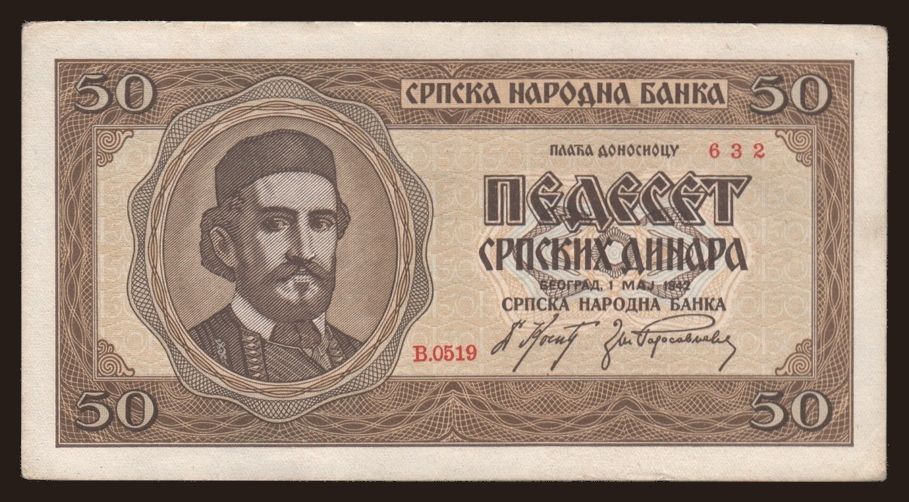 50
СРПСКА НАРОДНА БАНКА
50
ПЛАЋА ДОНОСИОЦУ 632
ПЕДЕСЕТ
СРПСКИХ ДИНАРА
БЕОГРАД, 1 МАЈ 1942
СРПСКА НАРОДНА БАНКА
B.0519
50
50